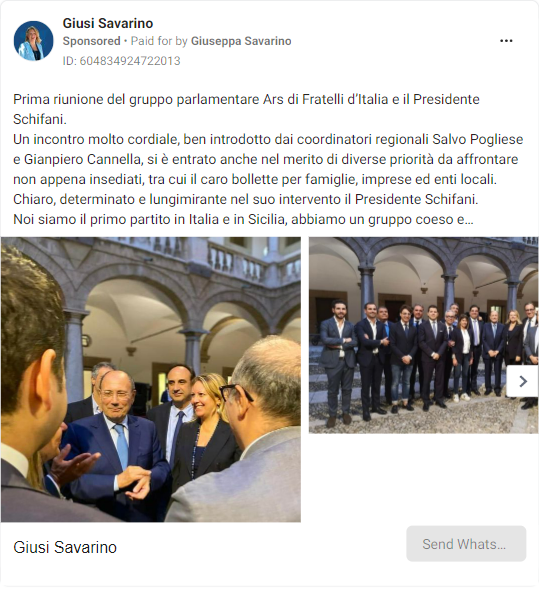 Giusi Savarino
Sponsored • Paid for by Giuseppa Savarino
ID: 604834924722013
Prima riunione del gruppo parlamentare Ars di Fratelli d’Italia e il Presidente
Schifani.
Un incontro molto cordiale, ben introdotto dai coordinatori regionali Salvo Pogliese
e Gianpiero Cannella, si è entrato anche nel merito di diverse priorità da affrontare
non appena insediati, tra cui il caro bollette per famiglie, imprese ed enti locali.
Chiaro, determinato e lungimirante nel suo intervento il Presidente Schifani.
Noi siamo il primo partito in Italia e in Sicilia, abbiamo un gruppo coeso e...
Giusi Savarino
Send Whats...